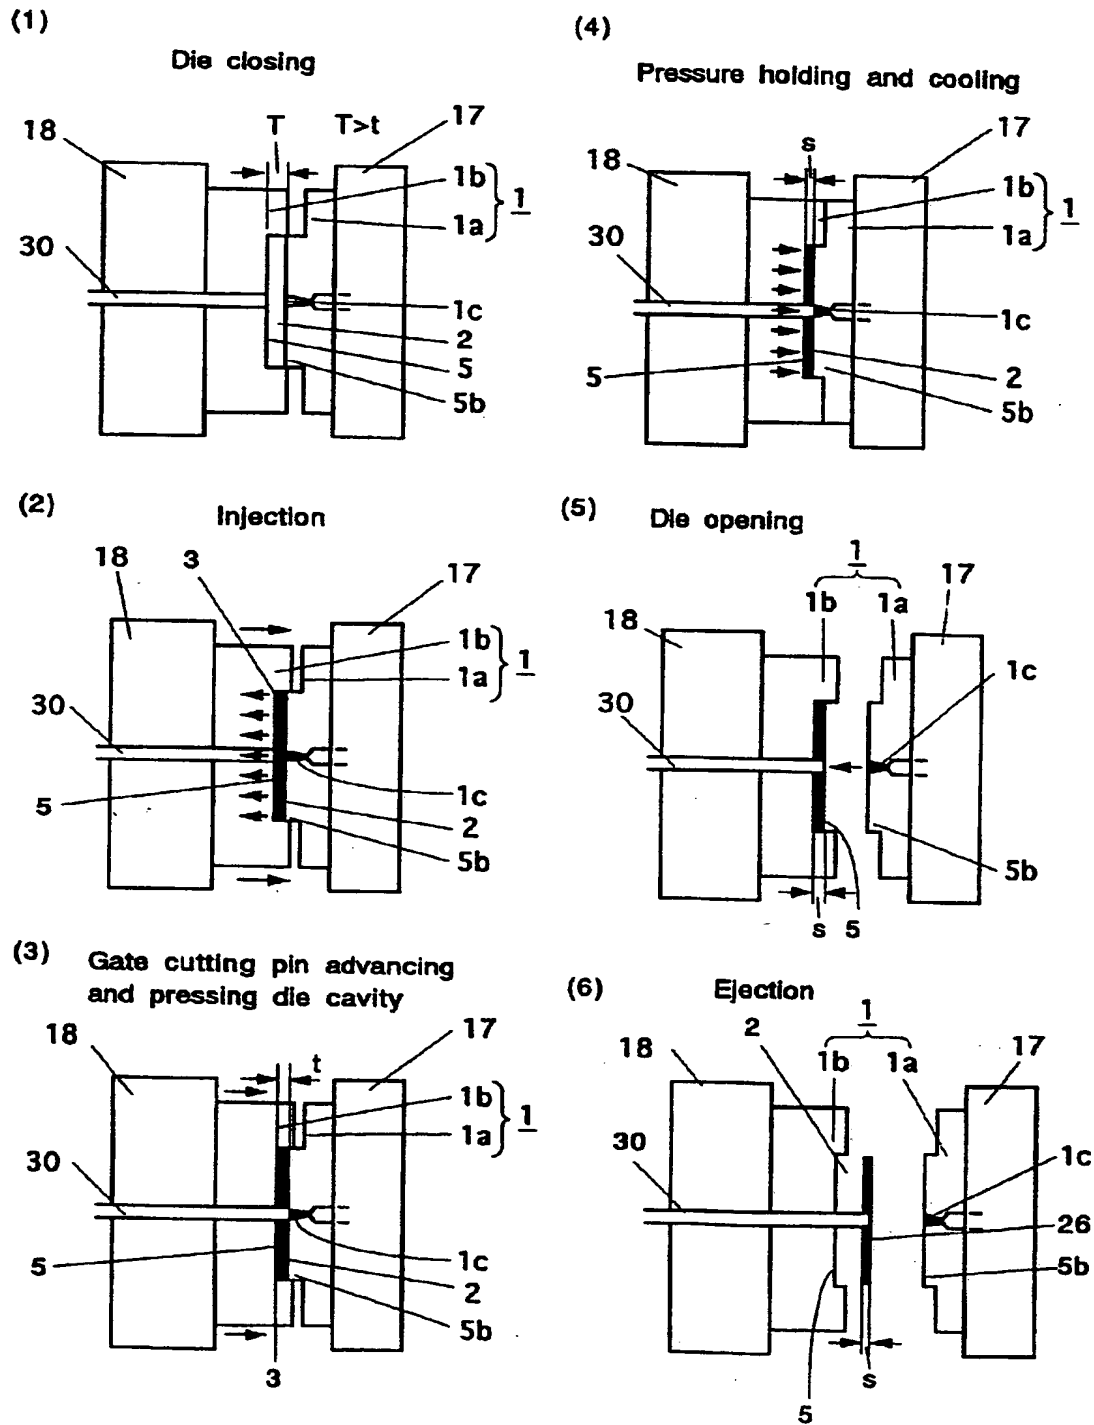 (1)
Die closing
18
T
T>t
17
1b
1a
1
30
1c
2
5
5b
(2)
Injection
18
3
17
1b
1a
1
30
5
1c
2
5b
(3)
Gate cutting pin advancing
and pressing die cavity
18
t
17
1b
1a
1
30
5
1c
2
5b
3
(4)
Pressure holding and cooling
18
s
17
1b
1a
1
30
1c
5
2
5b
(5)
Die opening
1
1b
1a
17
18
1c
30
5b
s
5
(6)
Ejection
2
1
18
1b
1a
17
30
1c
26
5b
s
5